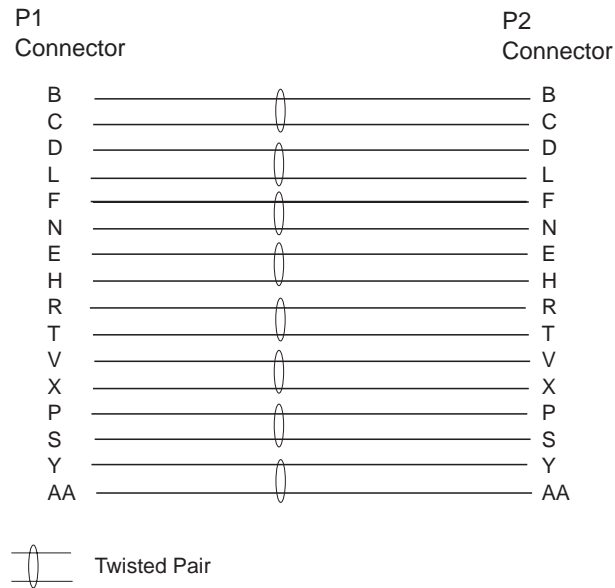 P1
Connector
P2
Connector
B B
C C
D D
L L
F F
N N
E E
H H
R R
T T
V V
X X
P P
S S
Y Y
AA AA
Twisted Pair